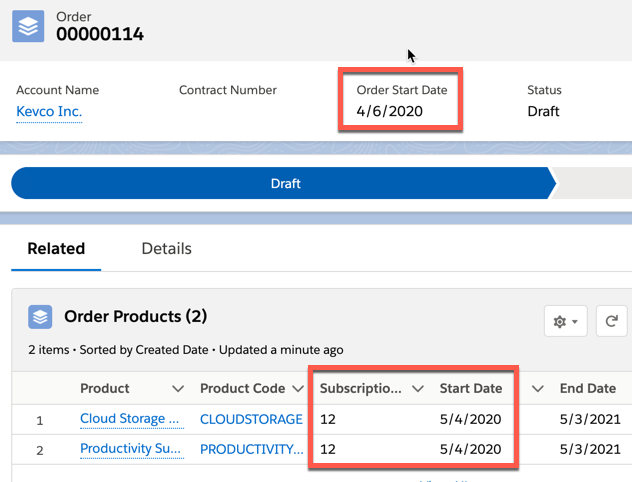 Order
00000114
Account Name Contract Number Order Start Date Status
Kevco Inc. 4/6/2020 Draft
Draft
Related Details
Order Products (2)
2 items • Sorted by Created Date • Updated a minute ago
Product Product Code Subscriptio... Start Date End Date
1 Cloud Storage ... CLOUDSTORAGE 12 5/4/2020 5/3/2021
2 Productivity Su... PRODUCTIVITY... 12 5/4/2020 5/3/2021